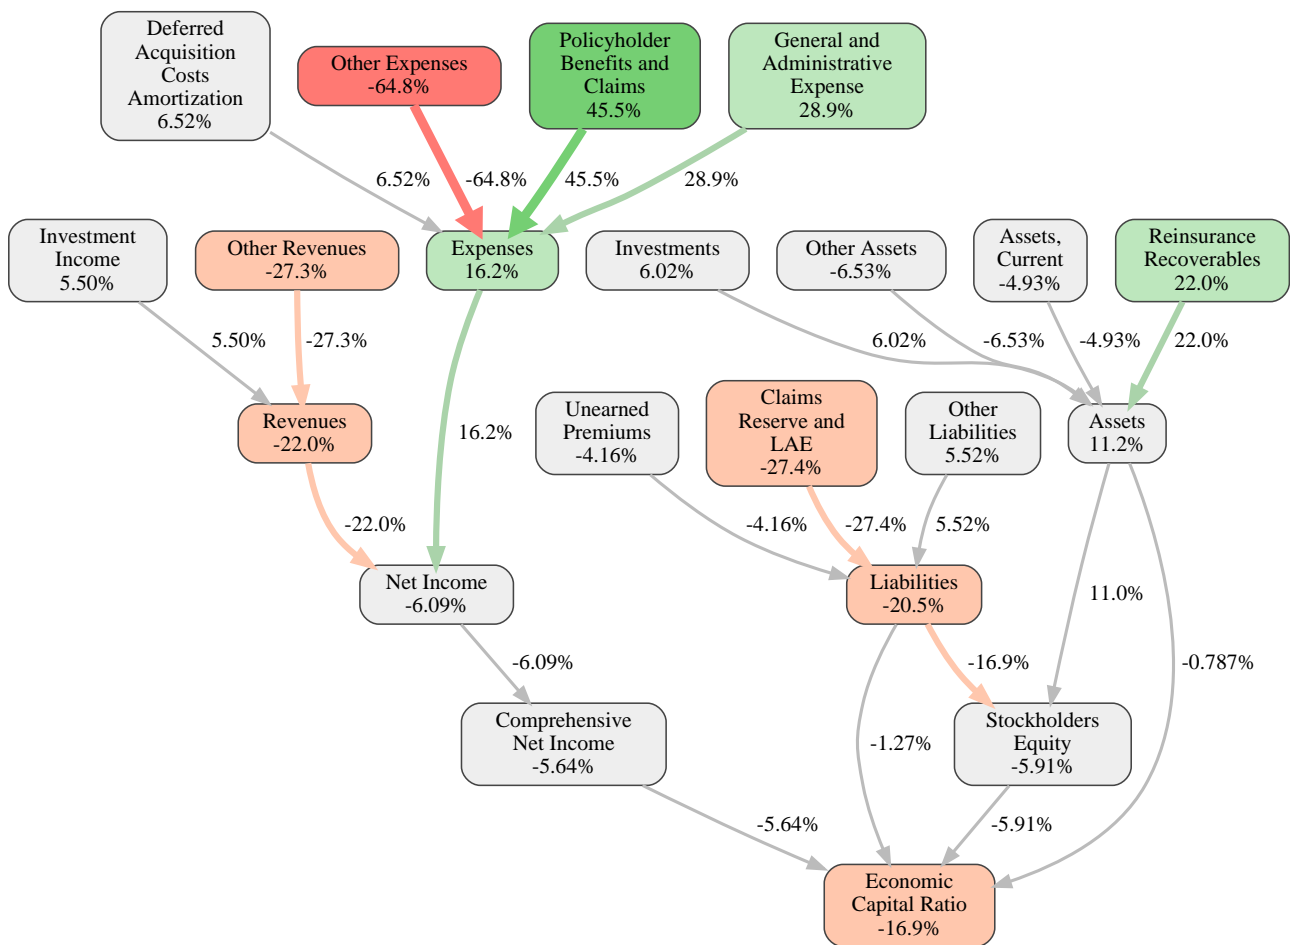 Deferred
Acquisition
Costs
Amortization
6.52%
Other Expenses
-64.8%
Policyholder
Benefits and
Claims
45.5%
General and
Administrative
Expense
28.9%
6.52%
-64.8%
45.5%
28.9%
Investment
Income
5.50%
Other Revenues
-27.3%
Expenses
16.2%
Investments
6.02%
Other Assets
-6.53%
Assets,
Current
-4.93%
Reinsurance
Recoverables
22.0%
5.50%
-27.3%
6.02%
-6.53%
-4.93%
22.0%
Revenues
-22.0%
16.2%
Unearned
Premiums
-4.16%
Claims
Reserve and
LAE
-27.4%
Other
Liabilities
5.52%
Assets
11.2%
-22.0%
-4.16%
-27.4%
5.52%
Net Income
-6.09%
Liabilities
-20.5%
11.0%
-6.09%
-16.9%
-0.787%
Comprehensive
Net Income
-5.64%
-1.27%
Stockholders
Equity
-5.91%
-5.64%
-5.91%
Economic
Capital Ratio
-16.9%